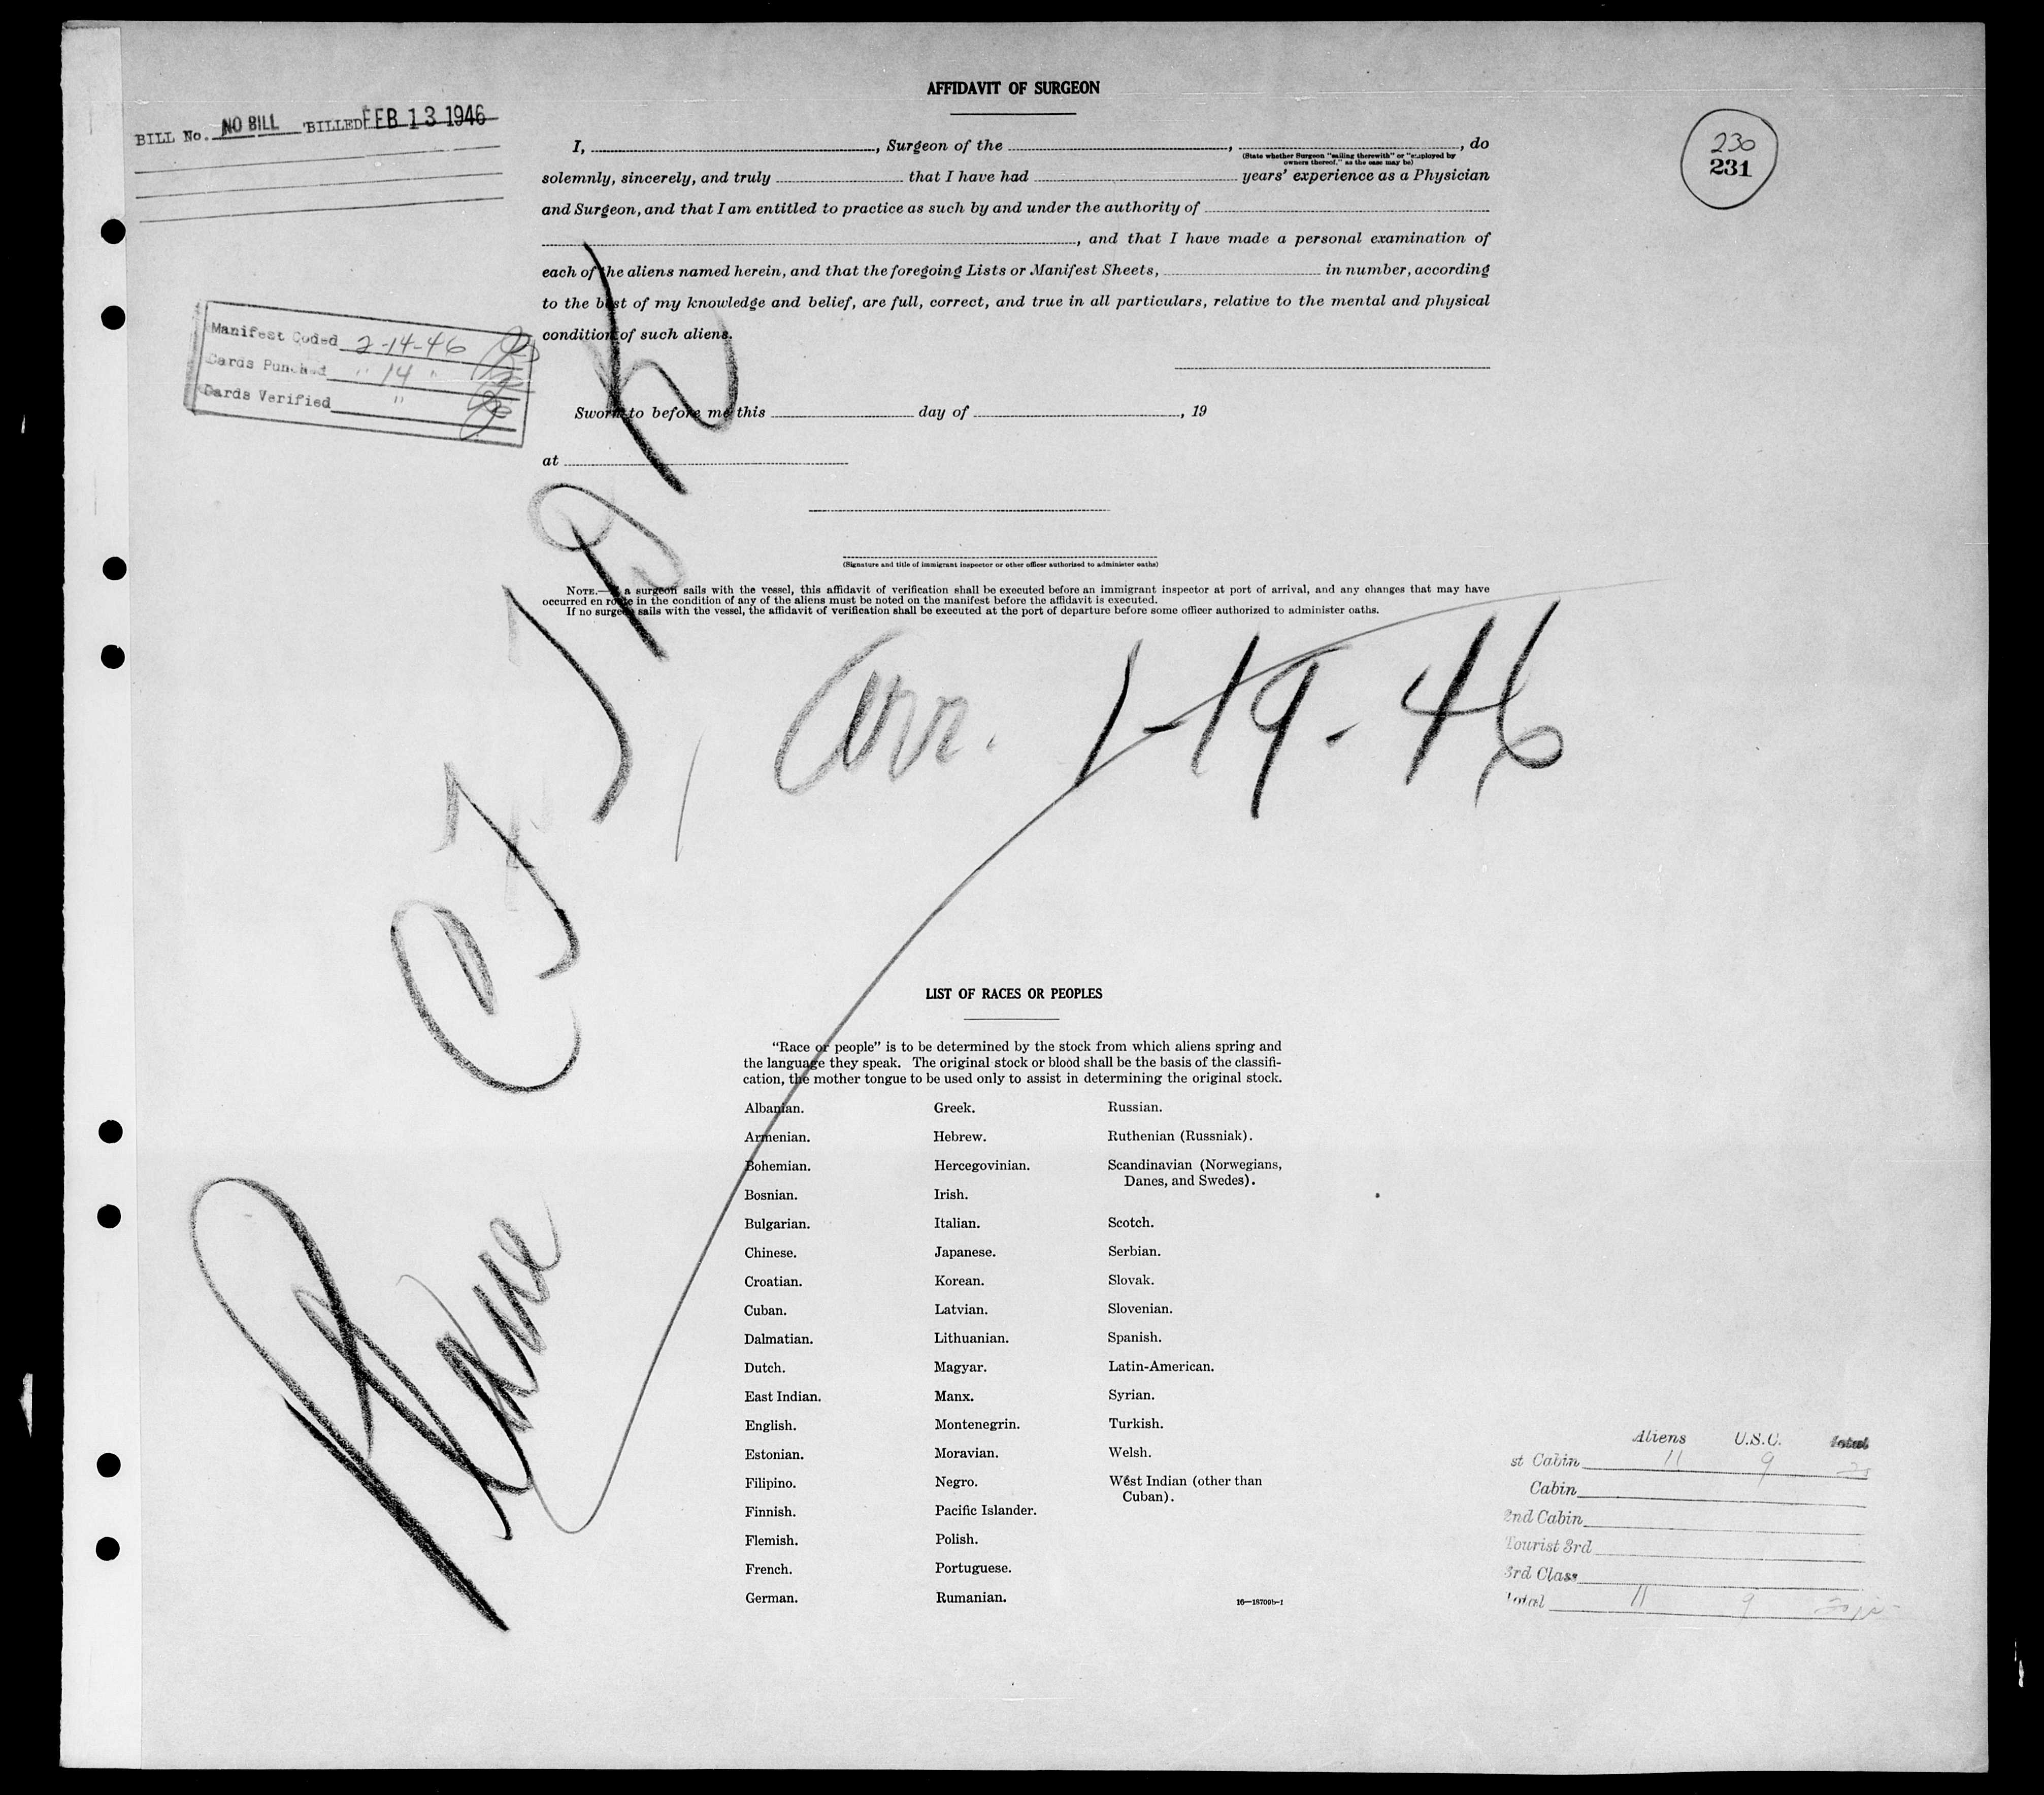 AFFIDAVIT OF SURGEON
BILL No. NO BILL BILLED FEB 13 1946
230
231
I, , Surgeon of the , , do
(State whether Surgeon "sailing therewith" or "employed by owners thereof," as the case may be)
solemnly, sincerely, and truly that I have had years' experience as a Physician
and Surgeon, and that I am entitled to practice as such by and under the authority of
, and that I have made a personal examination of
each of the aliens named herein, and that the foregoing Lists or Manifest Sheets, in number, according
to the best of my knowledge and belief, are full, correct, and true in all particulars, relative to the mental and physical
condition of such aliens.
Manifest Coded 2-14-46
Cards Punched " 14 "
Cards Verified "
Sworn to before me this day of , 19
at
(Signature and title of immigrant inspector or other officer authorized to administer oaths)
NOTE.—If a surgeon sails with the vessel, this affidavit of verification shall be executed before an immigrant inspector at port of arrival, and any changes that may have
occurred en route in the condition of any of the aliens must be noted on the manifest before the affidavit is executed.
If no surgeon sails with the vessel, the affidavit of verification shall be executed at the port of departure before some officer authorized to administer oaths.
Plane
Arr. 1-19-46
LIST OF RACES OR PEOPLES
"Race or people" is to be determined by the stock from which aliens spring and
the language they speak. The original stock or blood shall be the basis of the classifi-
cation, the mother tongue to be used only to assist in determining the original stock.
Albanian.
Armenian.
Bohemian.
Bosnian.
Bulgarian.
Chinese.
Croatian.
Cuban.
Dalmatian.
Dutch.
East Indian.
English.
Estonian.
Filipino.
Finnish.
Flemish.
French.
German.
Greek.
Hebrew.
Hercegovinian.
Irish.
Italian.
Japanese.
Korean.
Latvian.
Lithuanian.
Magyar.
Manx.
Montenegrin.
Moravian.
Negro.
Pacific Islander.
Polish.
Portuguese.
Rumanian.
Russian.
Ruthenian (Russniak).
Scandinavian (Norwegians,
Danes, and Swedes).
Scotch.
Serbian.
Slovak.
Slovenian.
Spanish.
Latin-American.
Syrian.
Turkish.
Welsh.
West Indian (other than
Cuban).
16—18709b-1
Aliens U.S.C. Total
st Cabin 11 9 20
Cabin
2nd Cabin
Tourist 3rd
3rd Class
Total 11 9